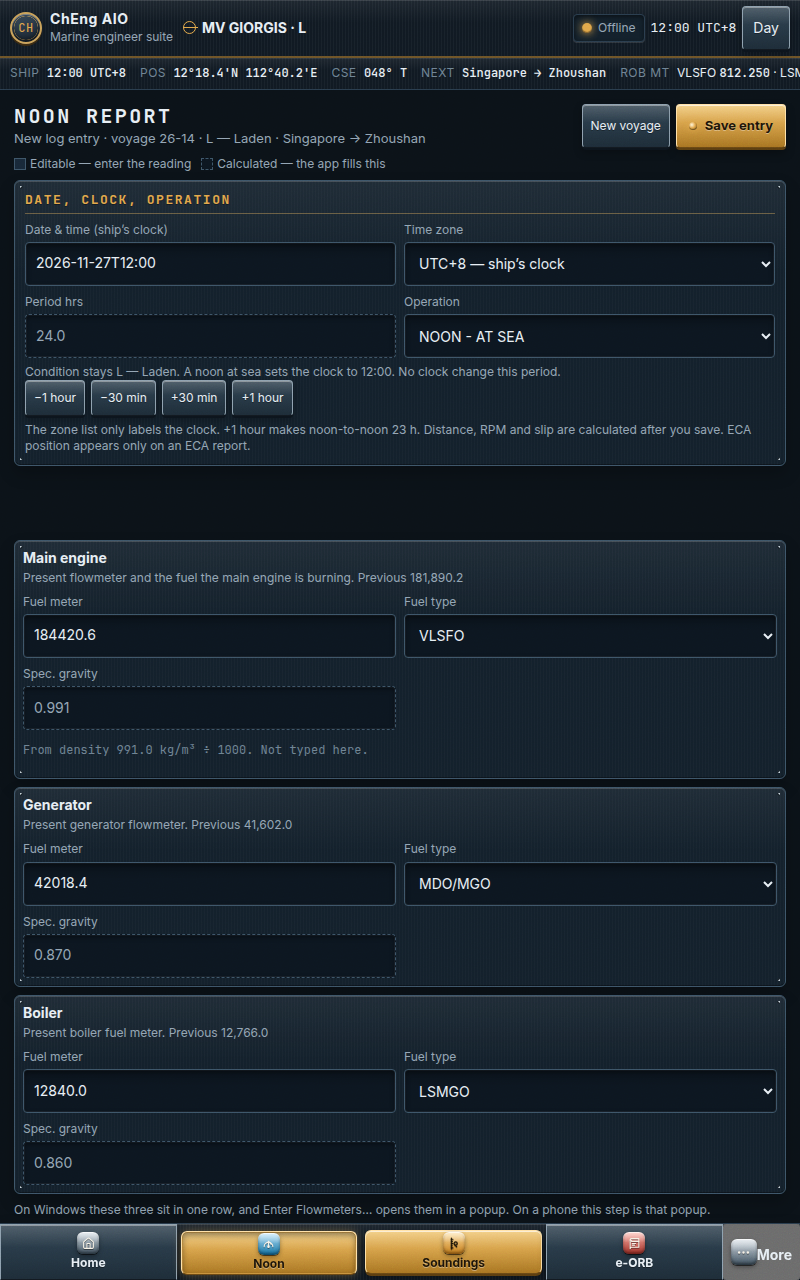 CH
ChEng AIO
Marine engineer suite
MV GIORGIS · L
Offline
12:00 UTC+8
Day
SHIP 12:00 UTC+8 POS 12°18.4'N 112°40.2'E CSE 048° T NEXT Singapore → Zhoushan ROB MT VLSFO 812.250 · LSM
NOON REPORT
New log entry · voyage 26-14 · L — Laden · Singapore → Zhoushan
New voyage
Save entry
Editable — enter the reading
Calculated — the app fills this
DATE, CLOCK, OPERATION
Date & time (ship's clock)
Time zone
2026-11-27T12:00
UTC+8 — ship's clock
Period hrs
Operation
24.0
NOON - AT SEA
Condition stays L — Laden. A noon at sea sets the clock to 12:00. No clock change this period.
−1 hour
−30 min
+30 min
+1 hour
The zone list only labels the clock. +1 hour makes noon-to-noon 23 h. Distance, RPM and slip are calculated after you save. ECA
position appears only on an ECA report.
Main engine
Present flowmeter and the fuel the main engine is burning. Previous 181,890.2
Fuel meter
Fuel type
184420.6
VLSFO
Spec. gravity
0.991
From density 991.0 kg/m³ ÷ 1000. Not typed here.
Generator
Present generator flowmeter. Previous 41,602.0
Fuel meter
Fuel type
42018.4
MDO/MGO
Spec. gravity
0.870
Boiler
Present boiler fuel meter. Previous 12,766.0
Fuel meter
Fuel type
12840.0
LSMGO
Spec. gravity
0.860
On Windows these three sit in one row, and Enter Flowmeters... opens them in a popup. On a phone this step is that popup.
Home
Noon
Soundings
e-ORB
More